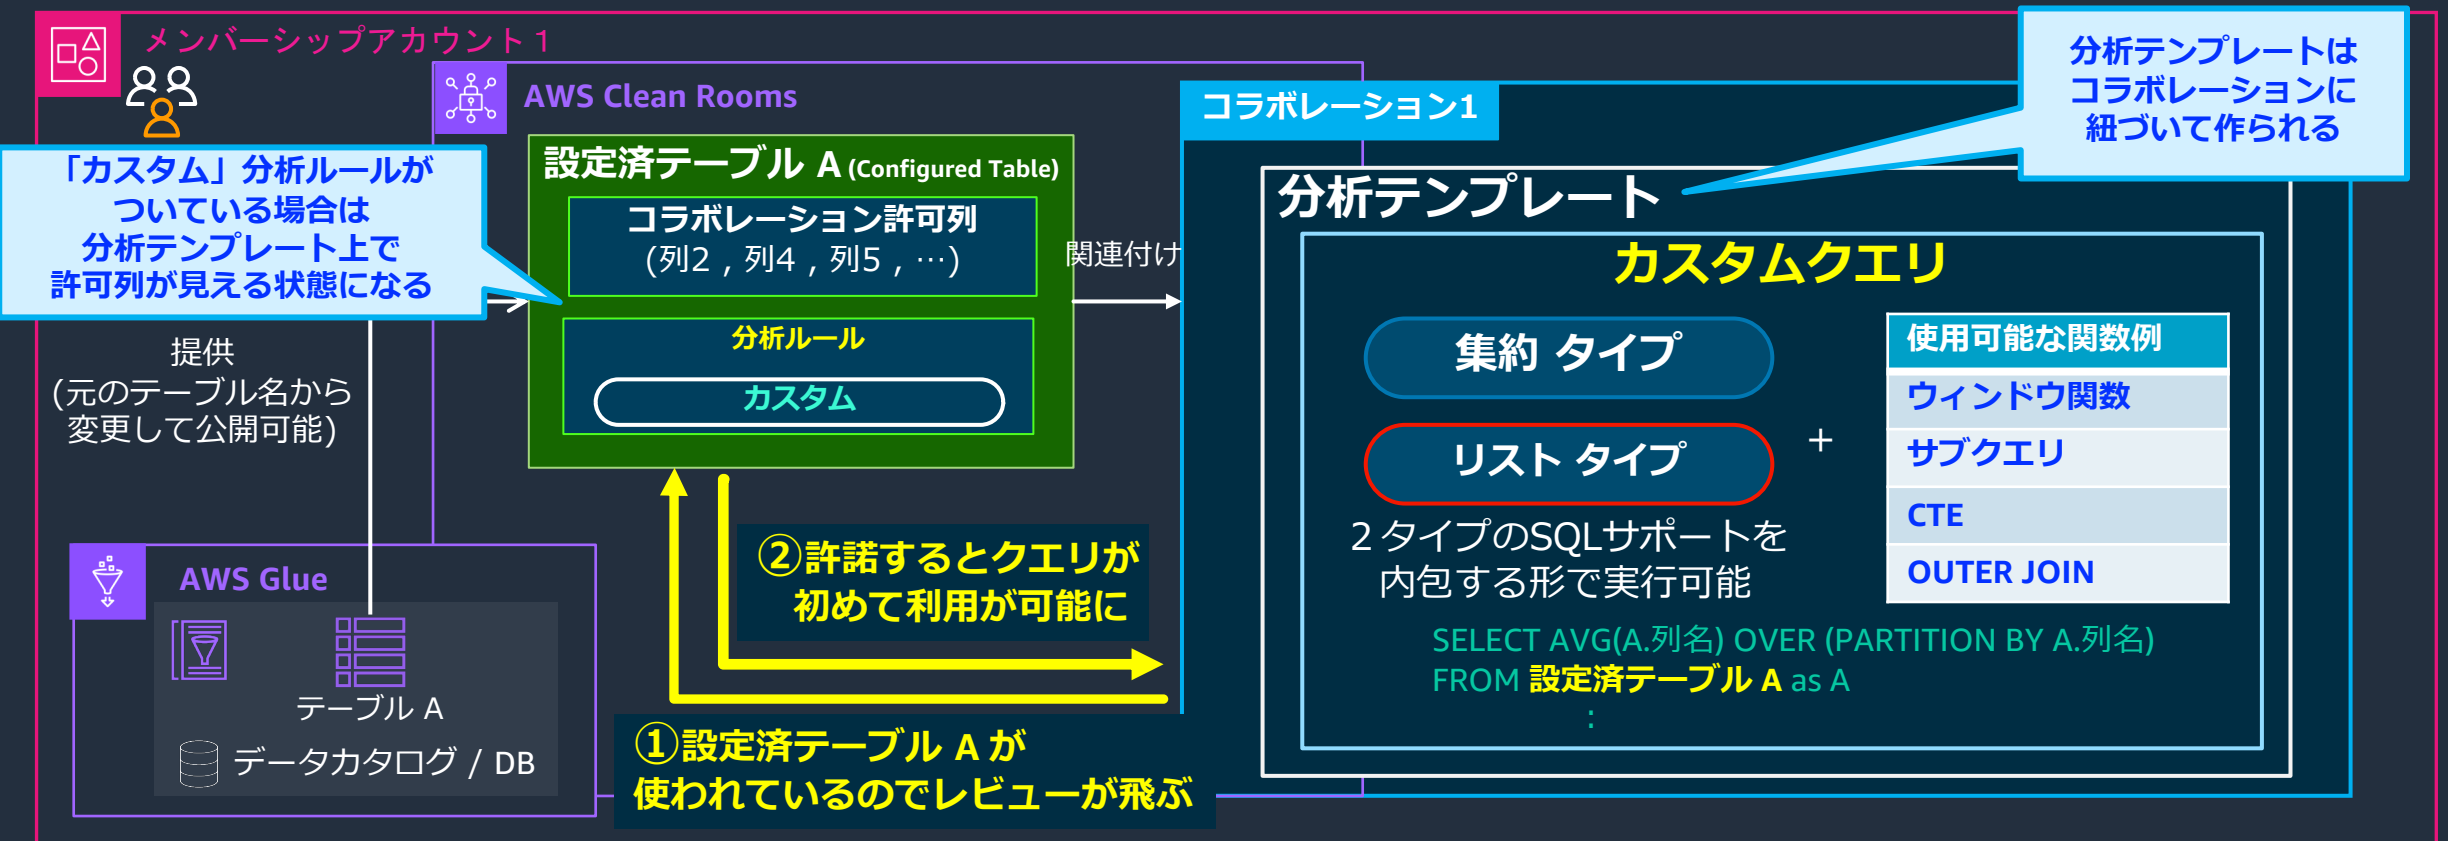 メンバーシップアカウント１
AWS Clean Rooms
「カスタム」分析ルールが
ついている場合は
分析テンプレート上で
許可列が見える状態になる
提供
(元のテーブル名から
変更して公開可能)
AWS Glue
テーブル A
データカタログ / DB
設定済テーブル A (Configured Table)
コラボレーション許可列
(列2 , 列4 , 列5 , …)
分析ルール
カスタム
関連付け
②許諾するとクエリが
初めて利用が可能に
①設定済テーブル A が
使われているのでレビューが飛ぶ
コラボレーション1
分析テンプレートは
コラボレーションに
紐づいて作られる
分析テンプレート
カスタムクエリ
集約 タイプ
リスト タイプ
+
２タイプのSQLサポートを
内包する形で実行可能
使用可能な関数例
ウィンドウ関数
サブクエリ
CTE
OUTER JOIN
SELECT AVG(A.列名) OVER (PARTITION BY A.列名)
FROM 設定済テーブル A as A
: